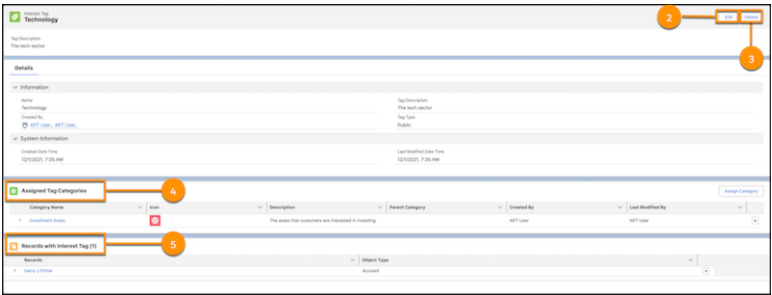 Interest Tag
Technology
2
Edit
Delete
3
Tag Description
The tech sector
Details
Information
Name
Technology
Tag Description
The tech sector
Created By
APT User, APT User,
Tag Type
Public
System Information
Created Date Time
12/1/2021, 7:35 AM
Last Modified Date Time
12/1/2021, 7:35 AM
Assigned Tag Categories
4
Assign Category
Category Name
Icon
Description
Parent Category
Created By
Last Modified By
1 Investment Areas
The areas that customers are interested in investing
APT User
APT User
Records with Interest Tag (1)
5
Records
Object Type
1 Harry J Potter
Account